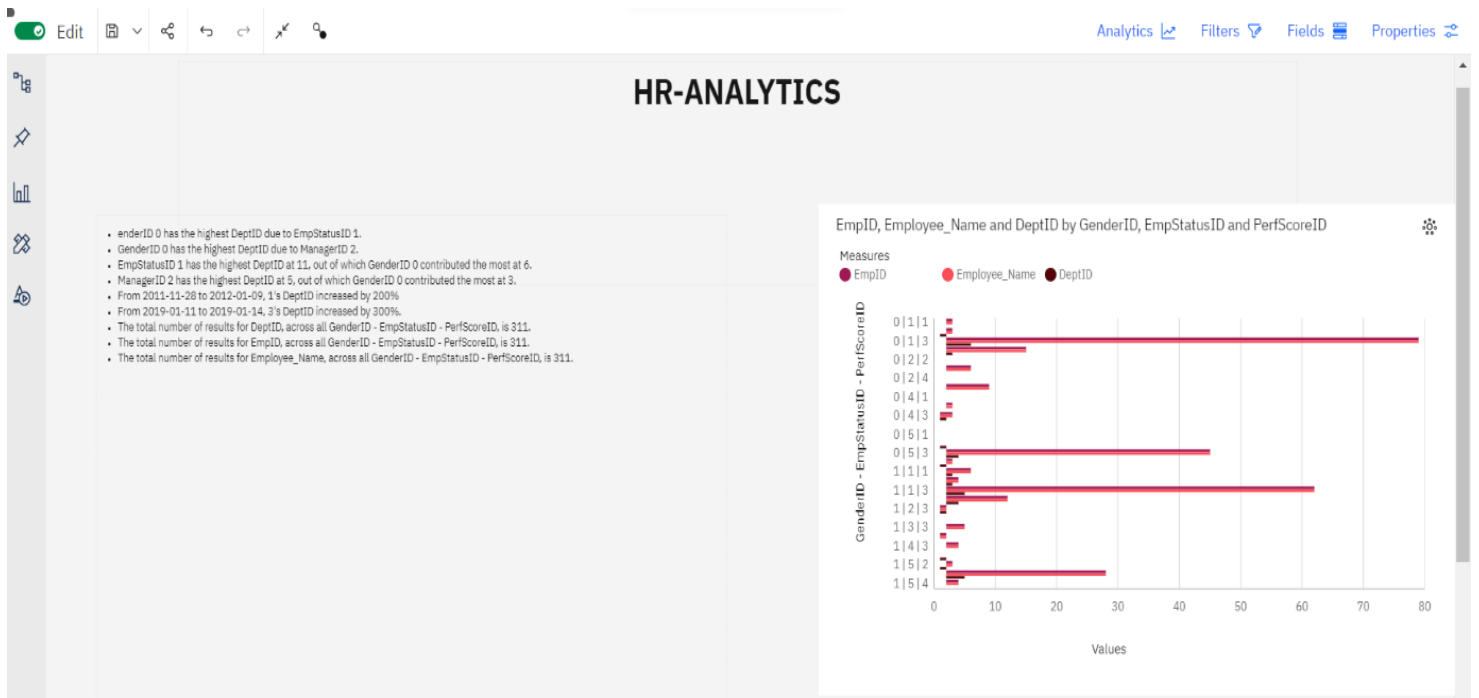 Edit
Analytics Filters Fields Properties
HR-ANALYTICS
• enderID 0 has the highest DeptID due to EmpStatusID 1.
• GenderID 0 has the highest DeptID due to ManagerID 2.
• EmpStatusID 1 has the highest DeptID at 11, out of which GenderID 0 contributed the most at 6.
• ManagerID 2 has the highest DeptID at 5, out of which GenderID 0 contributed the most at 3.
• From 2011-11-28 to 2012-01-09, 1's DeptID increased by 200%
• From 2019-01-11 to 2019-01-14, 3's DeptID increased by 300%.
• The total number of results for DeptID, across all GenderID - EmpStatusID - PerfScoreID, is 311.
• The total number of results for EmpID, across all GenderID - EmpStatusID - PerfScoreID, is 311.
• The total number of results for Employee_Name, across all GenderID - EmpStatusID - PerfScoreID, is 311.
EmpID, Employee_Name and DeptID by GenderID, EmpStatusID and PerfScoreID
Measures
EmpID Employee_Name DeptID
GenderID - EmpStatusID - PerfScoreID
0|1|1
0|1|3
0|2|2
0|2|4
0|4|1
0|4|3
0|5|1
0|5|3
1|1|1
1|1|3
1|2|3
1|3|3
1|4|3
1|5|2
1|5|4
0 10 20 30 40 50 60 70 80
Values